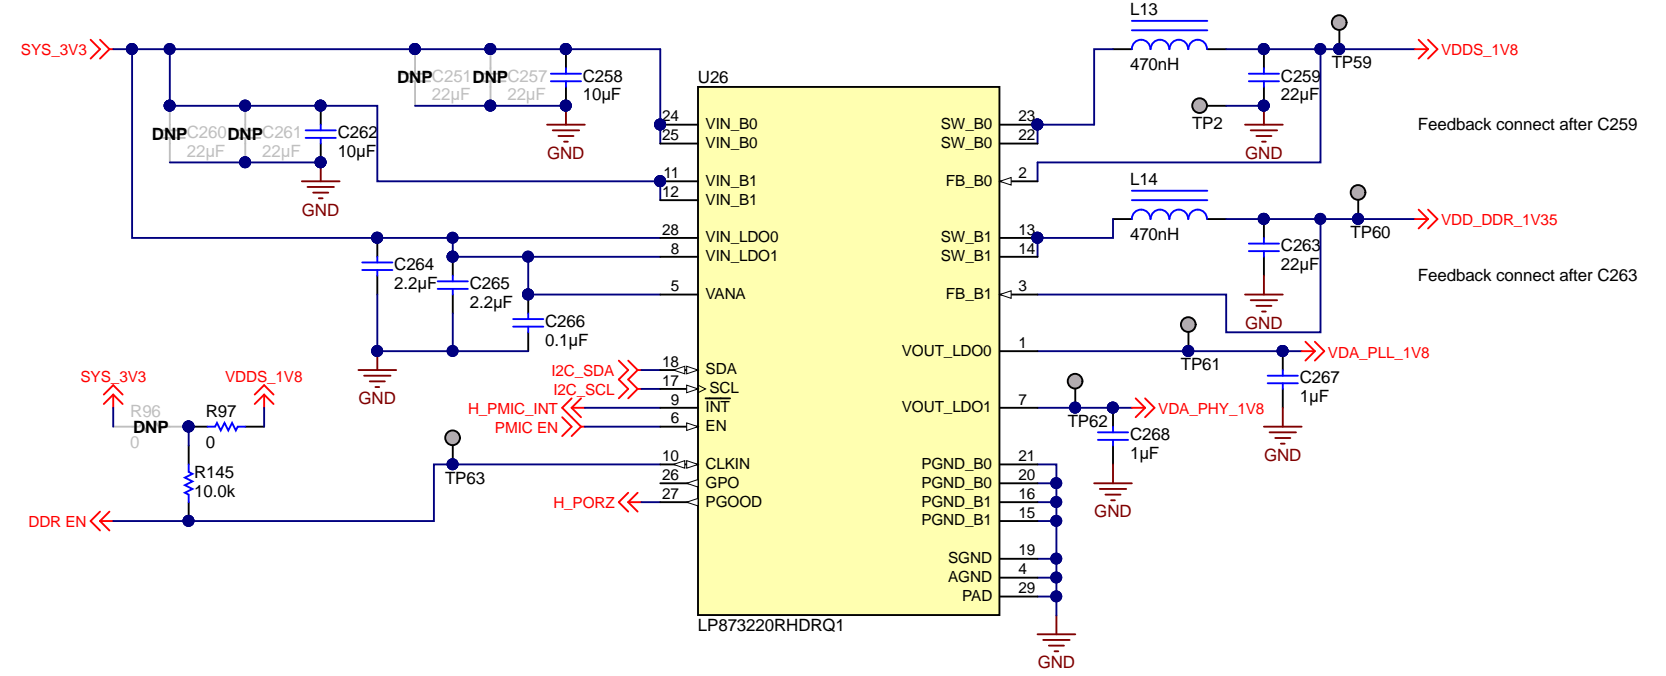 SYS_3V3
DNP C251
22µF
DNP C257
22µF
C258
10µF
GND
DNP C260
22µF
DNP C261
22µF
C262
10µF
GND
C264
2.2µF
C265
2.2µF
C266
0.1µF
GND
I2C_SDA
I2C_SCL
H_PMIC_INT
PMIC EN
SYS_3V3
VDDS_1V8
R96
DNP
0
R97
0
R145
10.0k
DDR EN
TP63
H_PORZ
U26
24 VIN_B0
25 VIN_B0
11 VIN_B1
12 VIN_B1
28 VIN_LDO0
8 VIN_LDO1
5 VANA
18 SDA
17 SCL
9 INT
6 EN
10 CLKIN
26 GPO
27 PGOOD
SW_B0 23
SW_B0 22
FB_B0 2
SW_B1 13
SW_B1 14
FB_B1 3
VOUT_LDO0 1
VOUT_LDO1 7
PGND_B0 21
PGND_B0 20
PGND_B1 16
PGND_B1 15
SGND 19
AGND 4
PAD 29
LP873220RHDRQ1
GND
L13
470nH
C259
22µF
TP2
GND
TP59
VDDS_1V8
Feedback connect after C259
L14
470nH
C263
22µF
GND
TP60
VDD_DDR_1V35
Feedback connect after C263
TP61
VDA_PLL_1V8
C267
1µF
GND
TP62
VDA_PHY_1V8
C268
1µF
GND